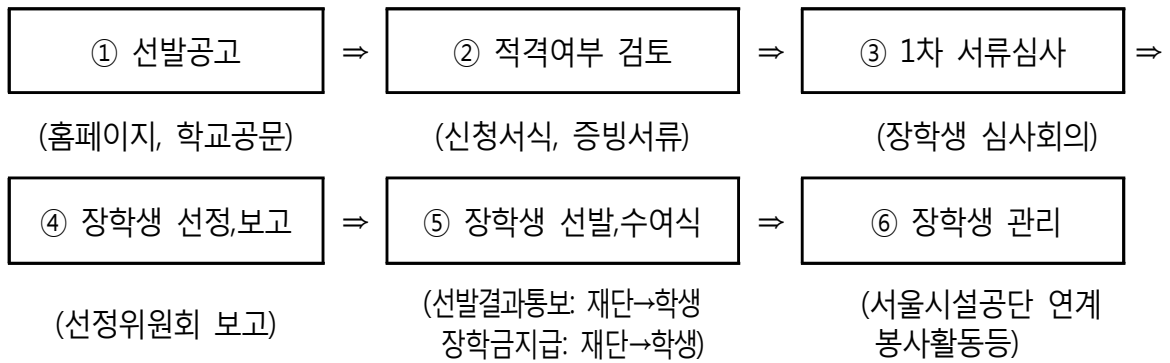 ① 선발공고 ⇒ ② 적격여부 검토 ⇒ ③ 1차 서류심사 ⇒
(홈페이지, 학교공문) (신청서식, 증빙서류) (장학생 심사회의)
④ 장학생 선정,보고 ⇒ ⑤ 장학생 선발,수여식 ⇒ ⑥ 장학생 관리
(선정위원회 보고)
(선발결과통보: 재단→학생
장학금지급: 재단→학생)
(서울시설공단 연계
봉사활동등)